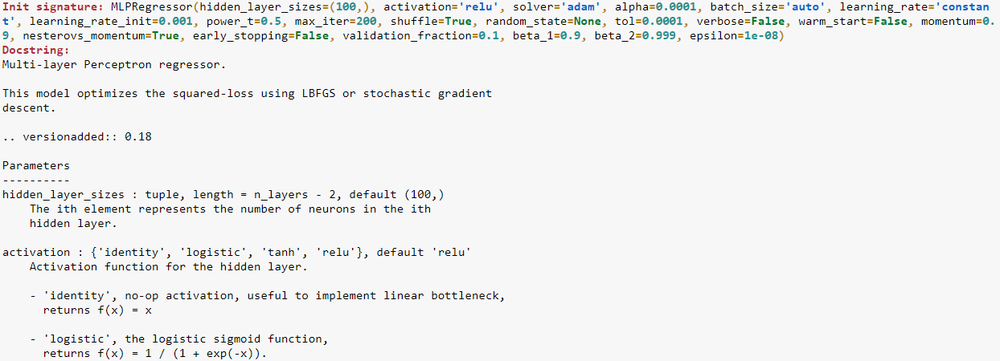 Init signature: MLPRegressor(hidden_layer_sizes=(100,), activation='relu', solver='adam', alpha=0.0001, batch_size='auto', learning_rate='constan
t', learning_rate_init=0.001, power_t=0.5, max_iter=200, shuffle=True, random_state=None, tol=0.0001, verbose=False, warm_start=False, momentum=0.
9, nesterovs_momentum=True, early_stopping=False, validation_fraction=0.1, beta_1=0.9, beta_2=0.999, epsilon=1e-08)
Docstring:
Multi-layer Perceptron regressor.

This model optimizes the squared-loss using LBFGS or stochastic gradient
descent.

.. versionadded:: 0.18

Parameters
----------
hidden_layer_sizes : tuple, length = n_layers - 2, default (100,)
    The ith element represents the number of neurons in the ith
    hidden layer.

activation : {'identity', 'logistic', 'tanh', 'relu'}, default 'relu'
    Activation function for the hidden layer.

    - 'identity', no-op activation, useful to implement linear bottleneck,
      returns f(x) = x

    - 'logistic', the logistic sigmoid function,
      returns f(x) = 1 / (1 + exp(-x)).